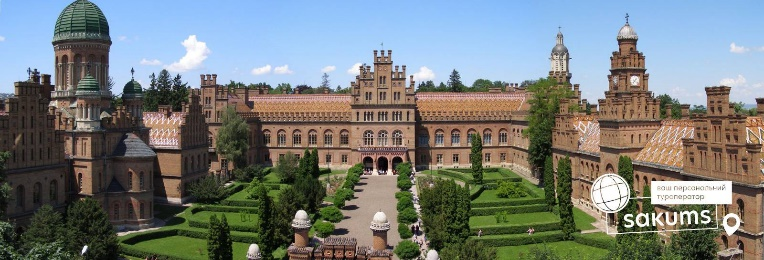 ваш персональний
туроператор
sakums